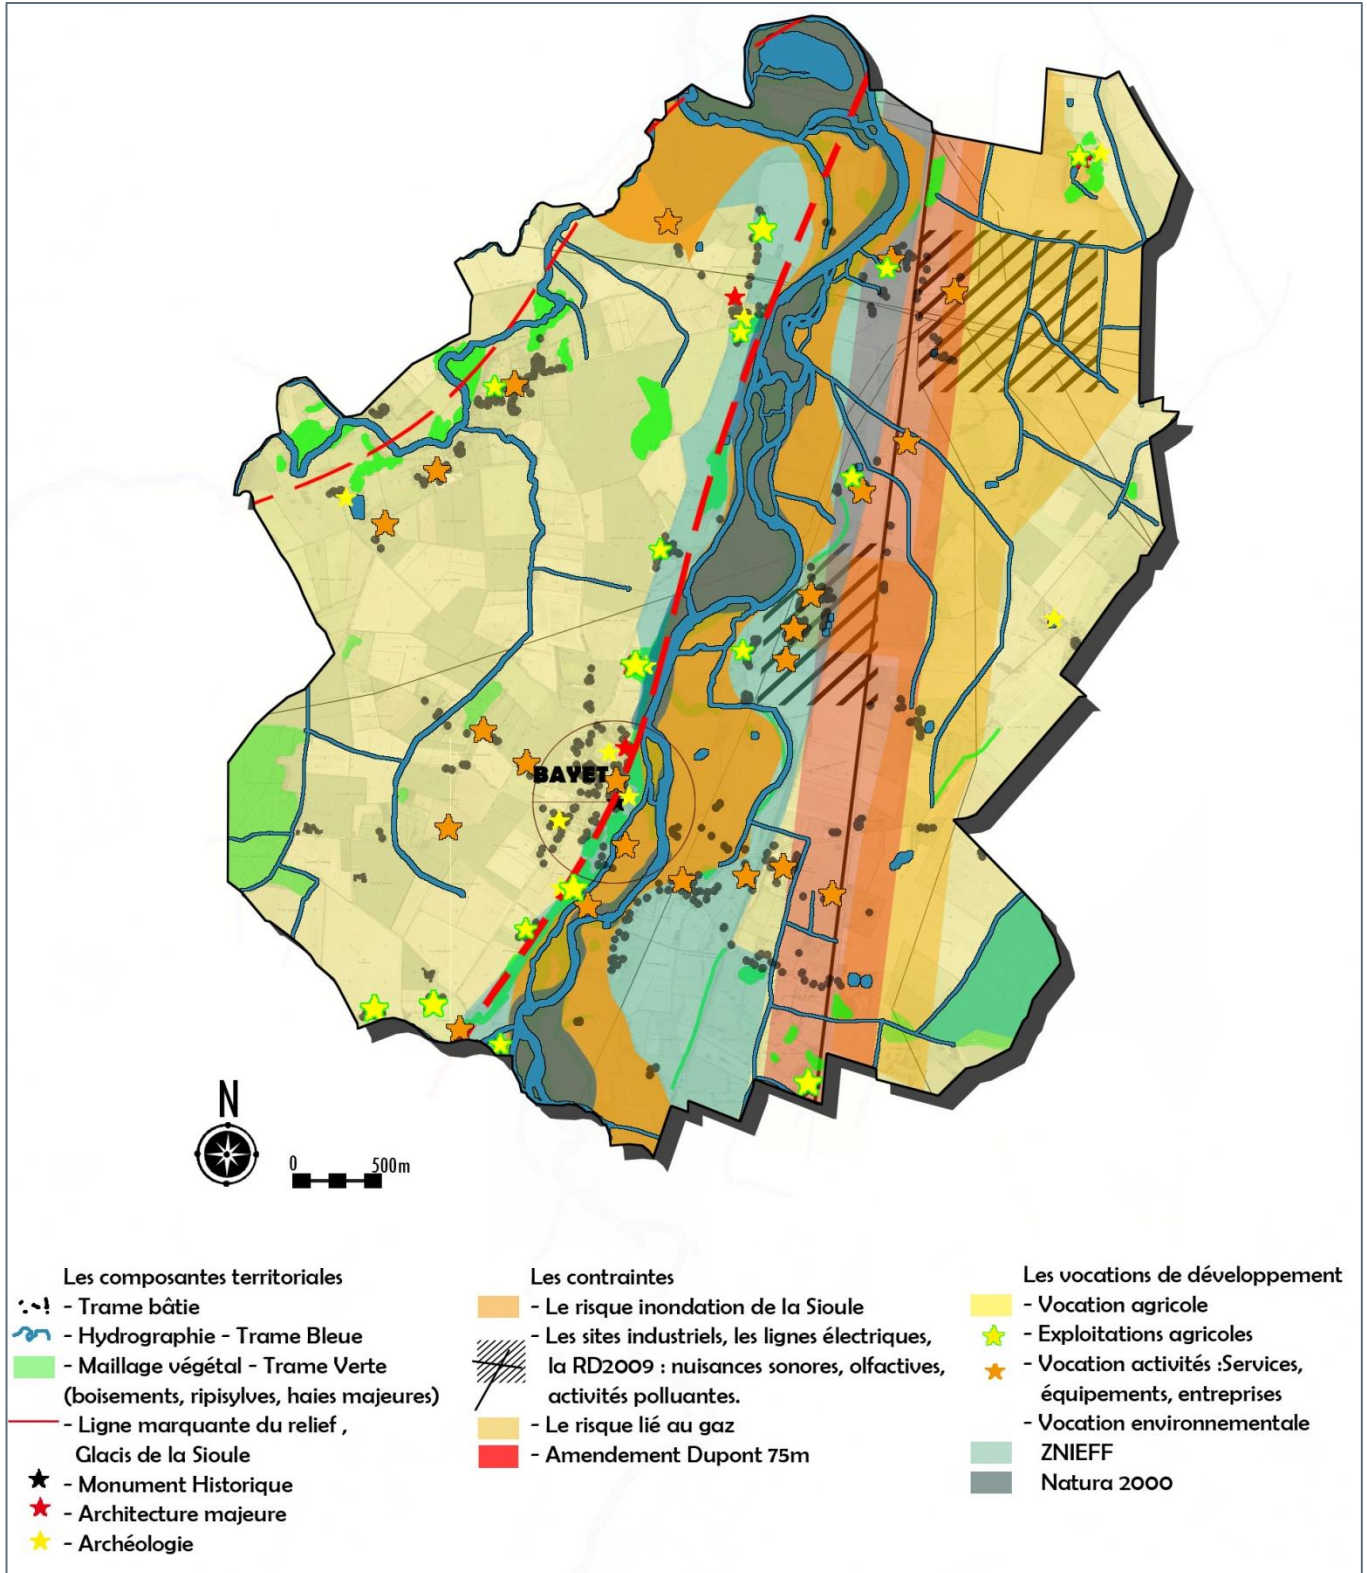 BAYET
N
0 500m
Les composantes territoriales
- Trame bâtie
- Hydrographie - Trame Bleue
- Maillage végétal - Trame Verte
(boisements, ripisylves, haies majeures)
- Ligne marquante du relief ,
Glacis de la Sioule
- Monument Historique
- Architecture majeure
- Archéologie
Les contraintes
- Le risque inondation de la Sioule
- Les sites industriels, les lignes électriques,
la RD2009 : nuisances sonores, olfactives,
activités polluantes.
- Le risque lié au gaz
- Amendement Dupont 75m
Les vocations de développement
- Vocation agricole
- Exploitations agricoles
- Vocation activités :Services,
équipements, entreprises
- Vocation environnementale
ZNIEFF
Natura 2000